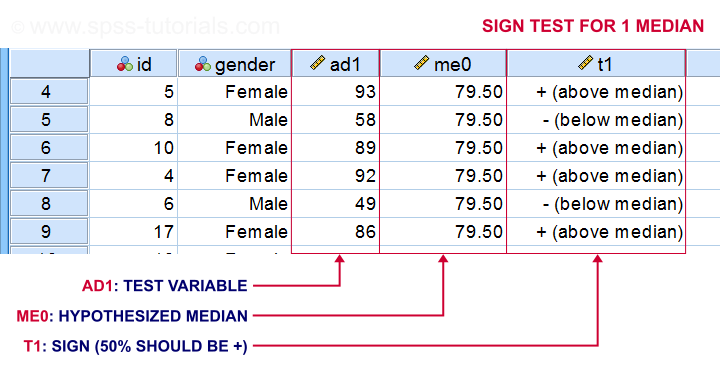 © www.spss-tutorials.com
SIGN TEST FOR 1 MEDIAN
id gender ad1 me0 t1
4 5 Female 93 79.50 + (above median)
5 8 Male 58 79.50 - (below median)
6 10 Female 89 79.50 + (above median)
7 4 Female 92 79.50 + (above median)
8 6 Male 49 79.50 - (below median)
9 17 Female 86 79.50 + (above median)
AD1: TEST VARIABLE
ME0: HYPOTHESIZED MEDIAN
T1: SIGN (50% SHOULD BE +)